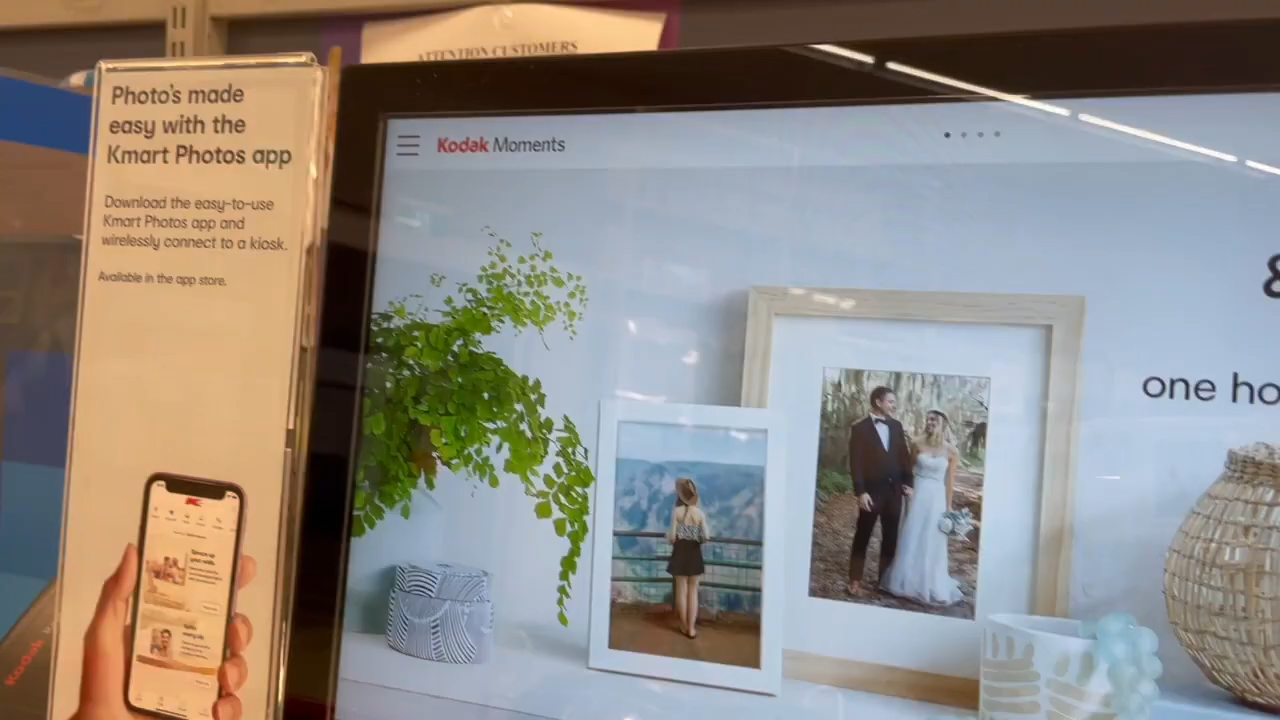 ATTENTION CUSTOMERS
Photo's made
easy with the
Kmart Photos app
Download the easy-to-use
Kmart Photos app and
wirelessly connect to a kiosk.
Available in the app store.
Kodak Moments
one ho
Kodak